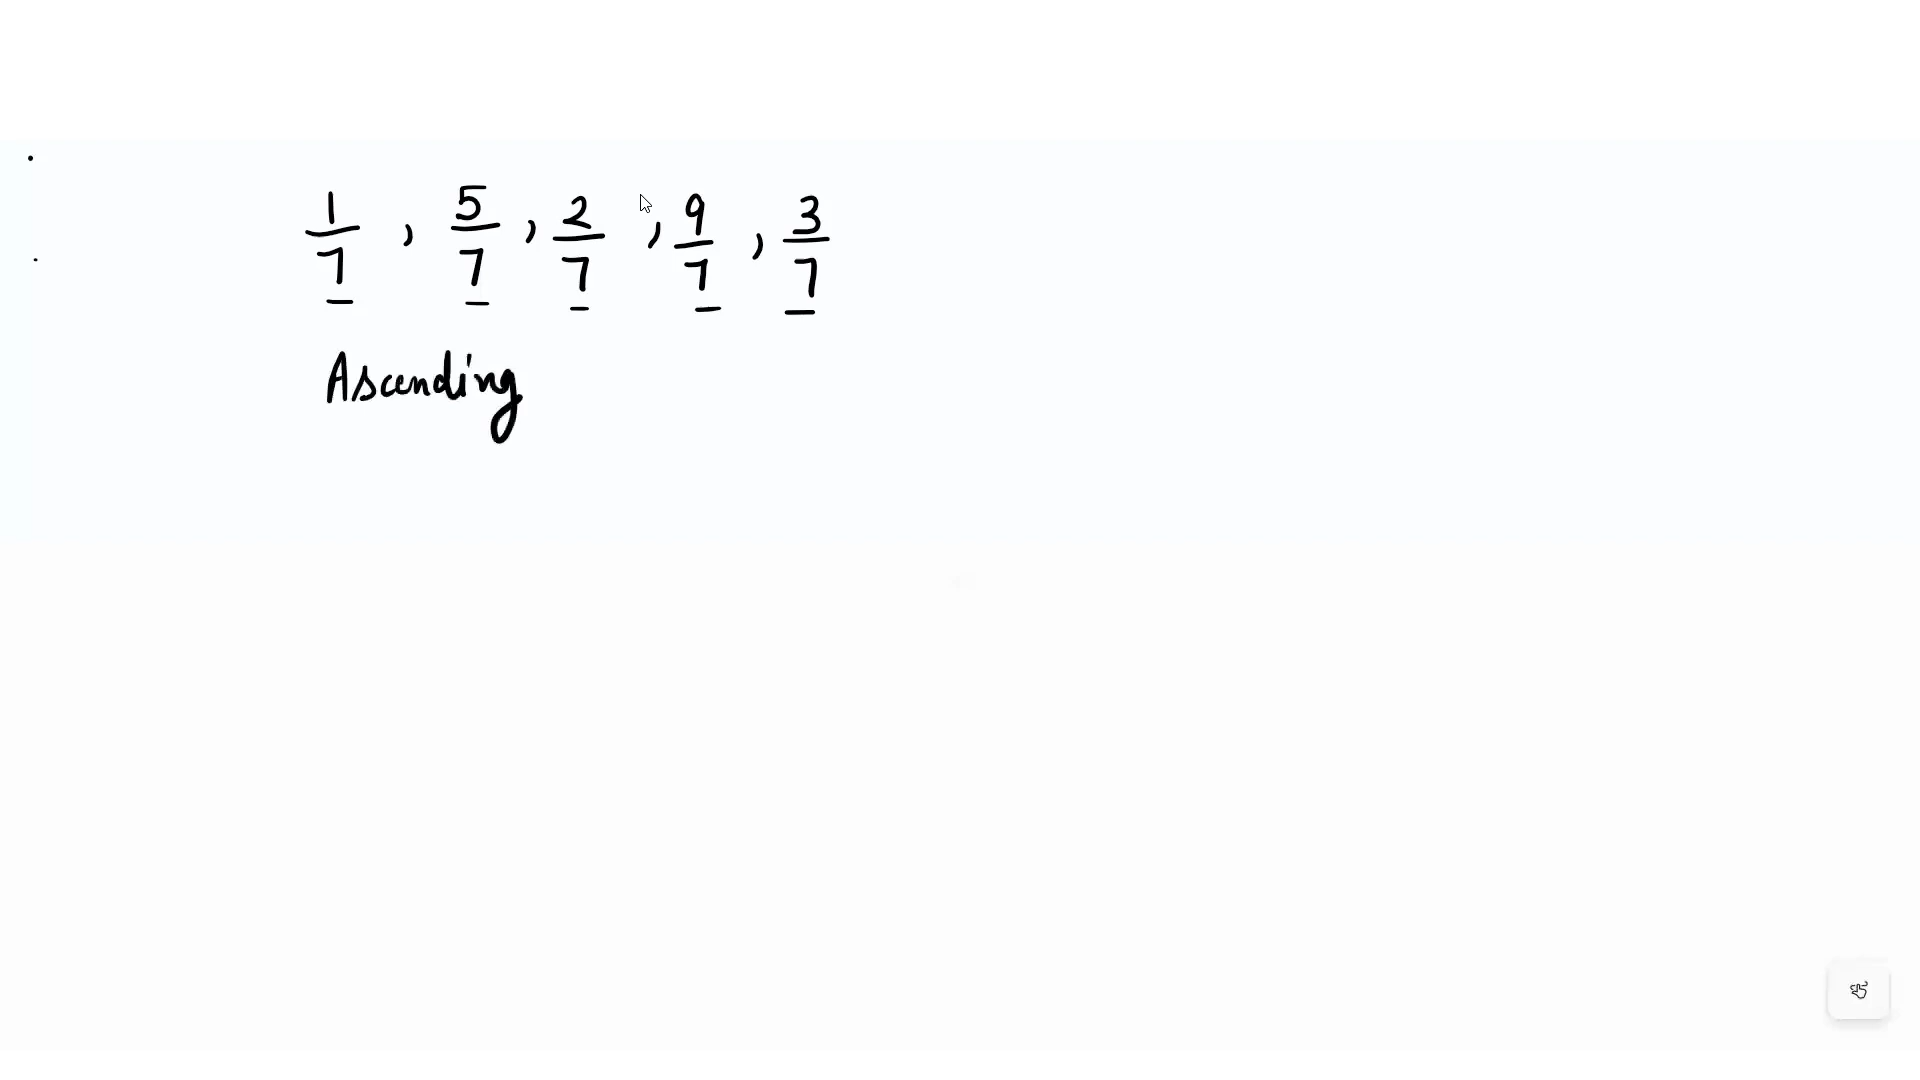 1/7 , 5/7 , 2/7 , 9/7 , 3/7
Ascending